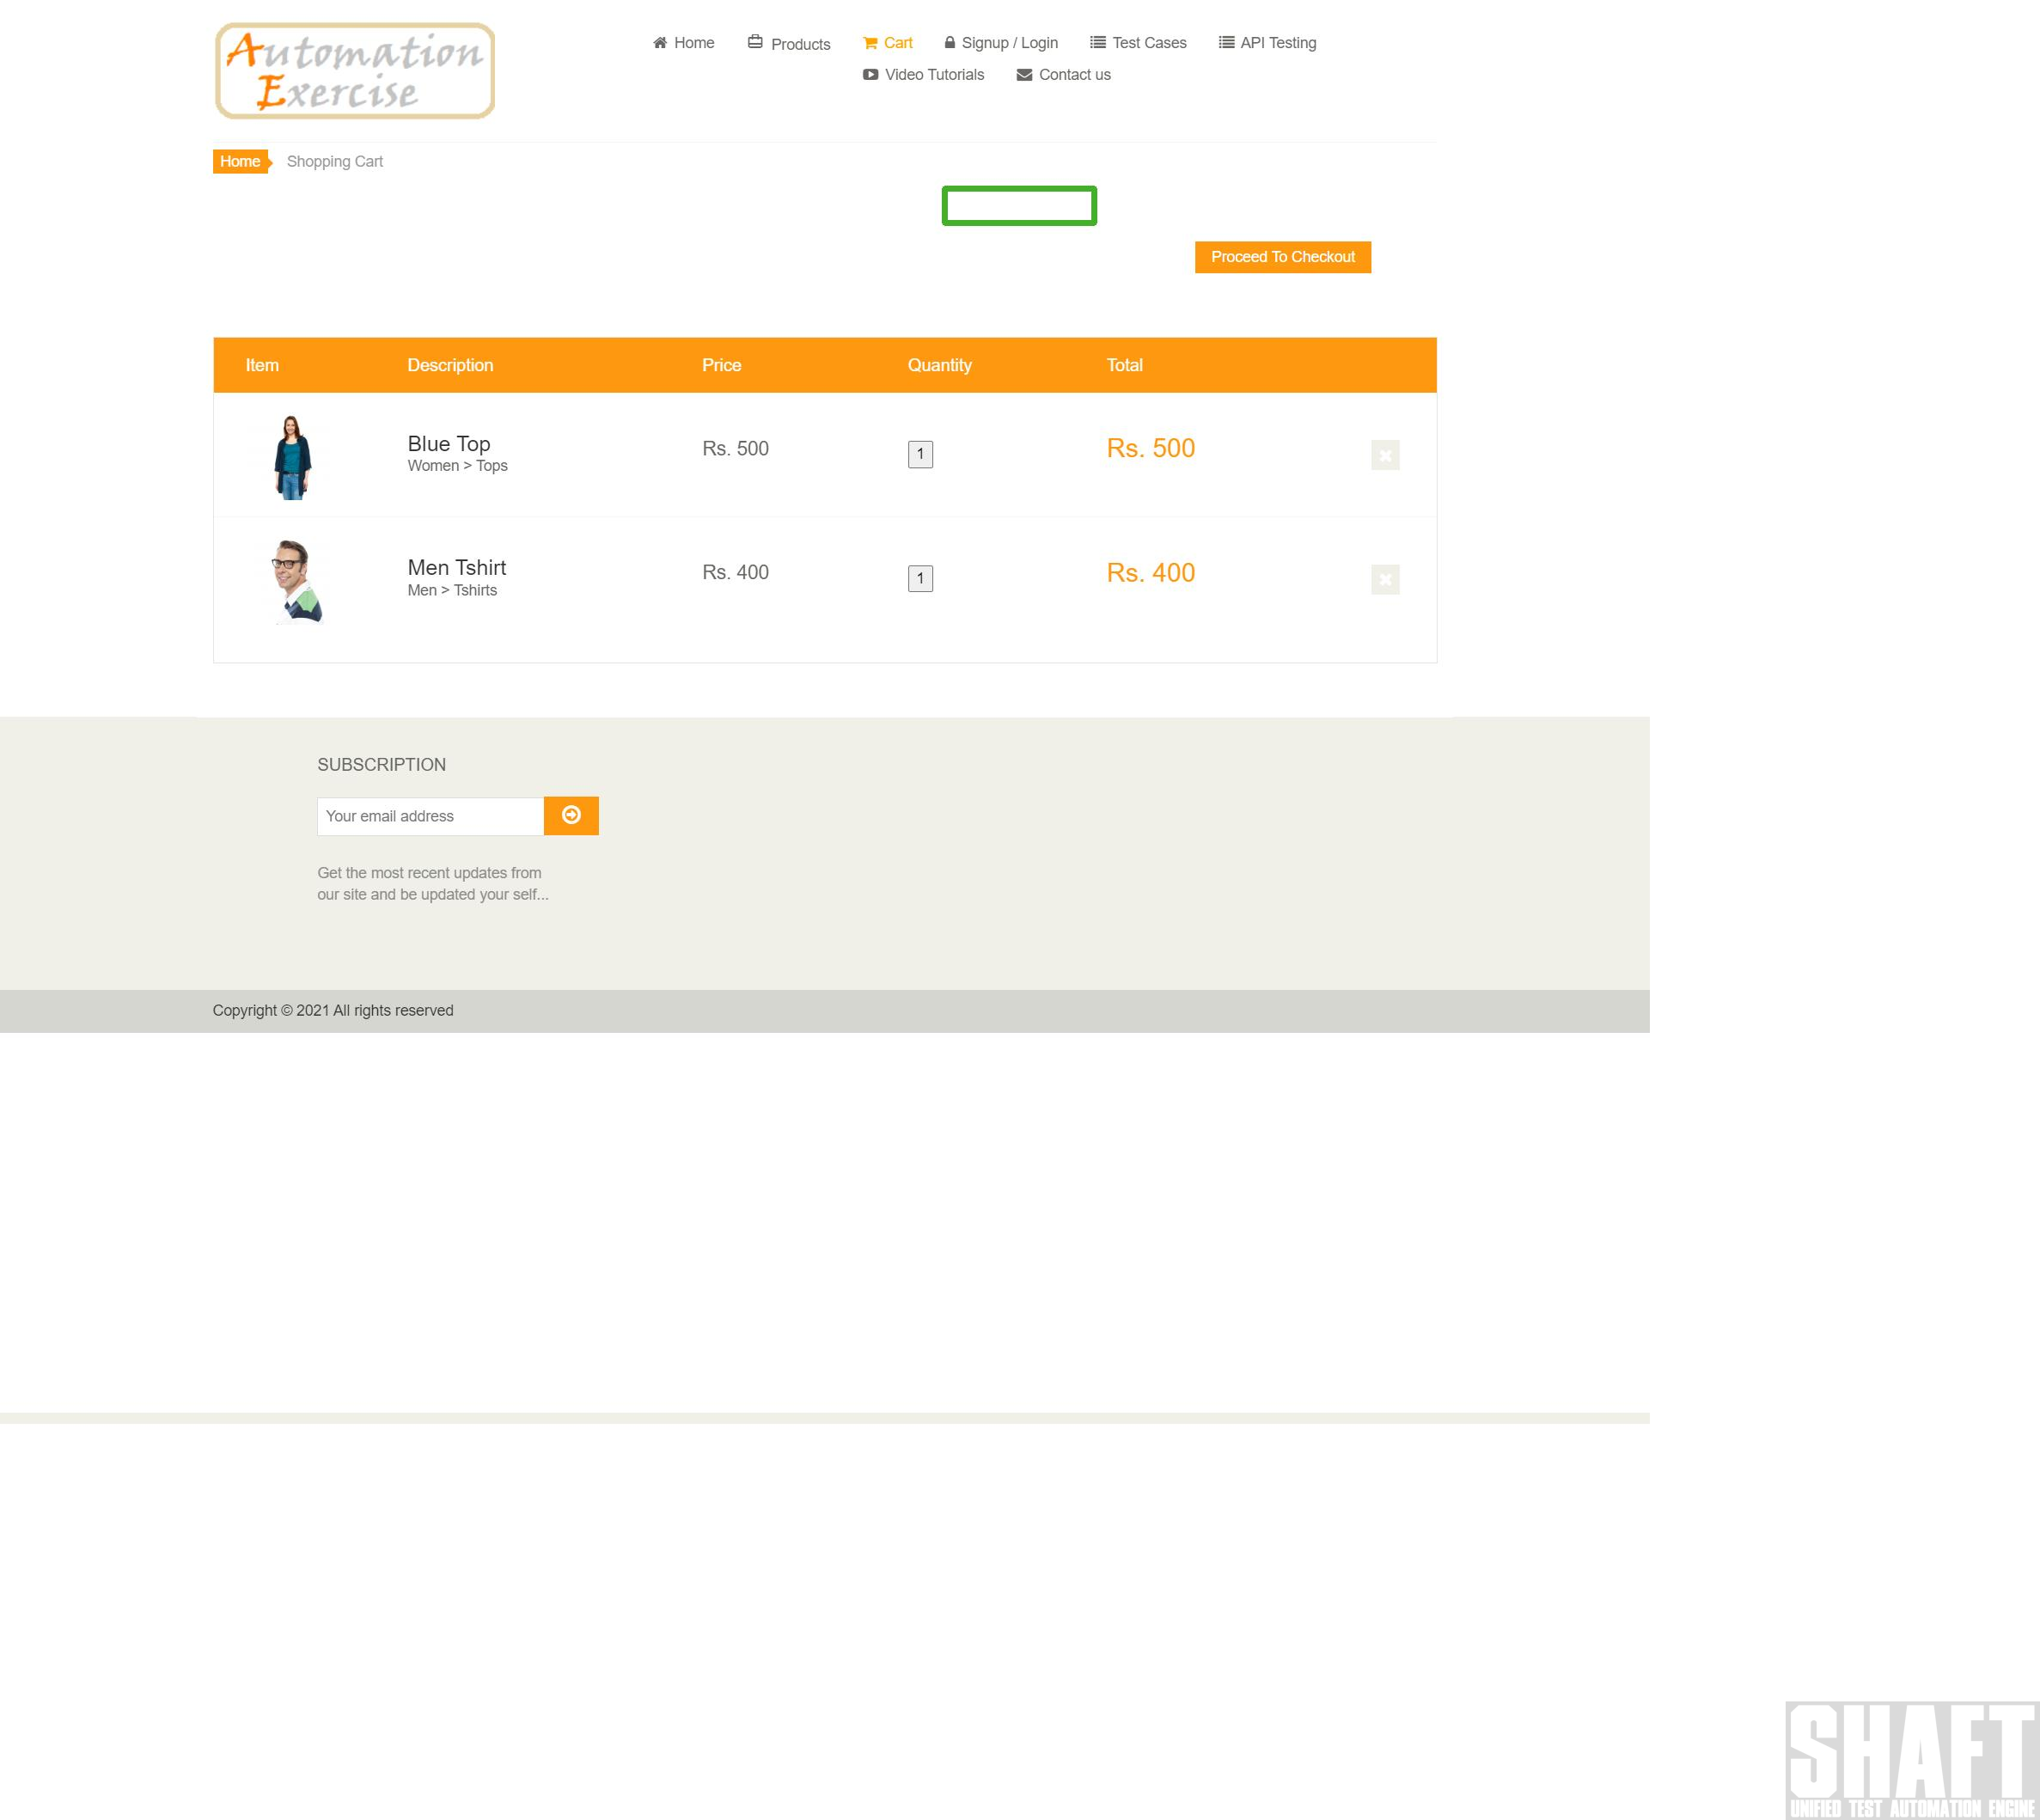 Automation
Exercise
Home Products Cart Signup / Login Test Cases API Testing
Video Tutorials Contact us
Home Shopping Cart
Proceed To Checkout
Item Description Price Quantity Total
Blue Top
Women > Tops
Rs. 500 1 Rs. 500
Men Tshirt
Men > Tshirts
Rs. 400 1 Rs. 400
SUBSCRIPTION
Your email address
Get the most recent updates from
our site and be updated your self...
Copyright © 2021 All rights reserved
SHAFT
UNIFIED TEST AUTOMATION ENGINE